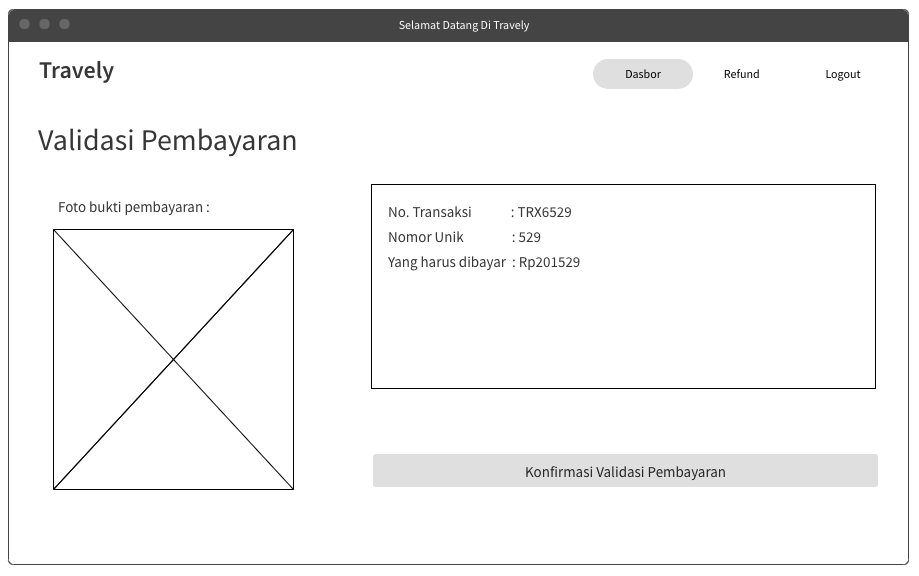 Selamat Datang Di Travely
Travely
Dasbor Refund Logout
Validasi Pembayaran
Foto bukti pembayaran :
No. Transaksi : TRX6529
Nomor Unik : 529
Yang harus dibayar : Rp201529
Konfirmasi Validasi Pembayaran